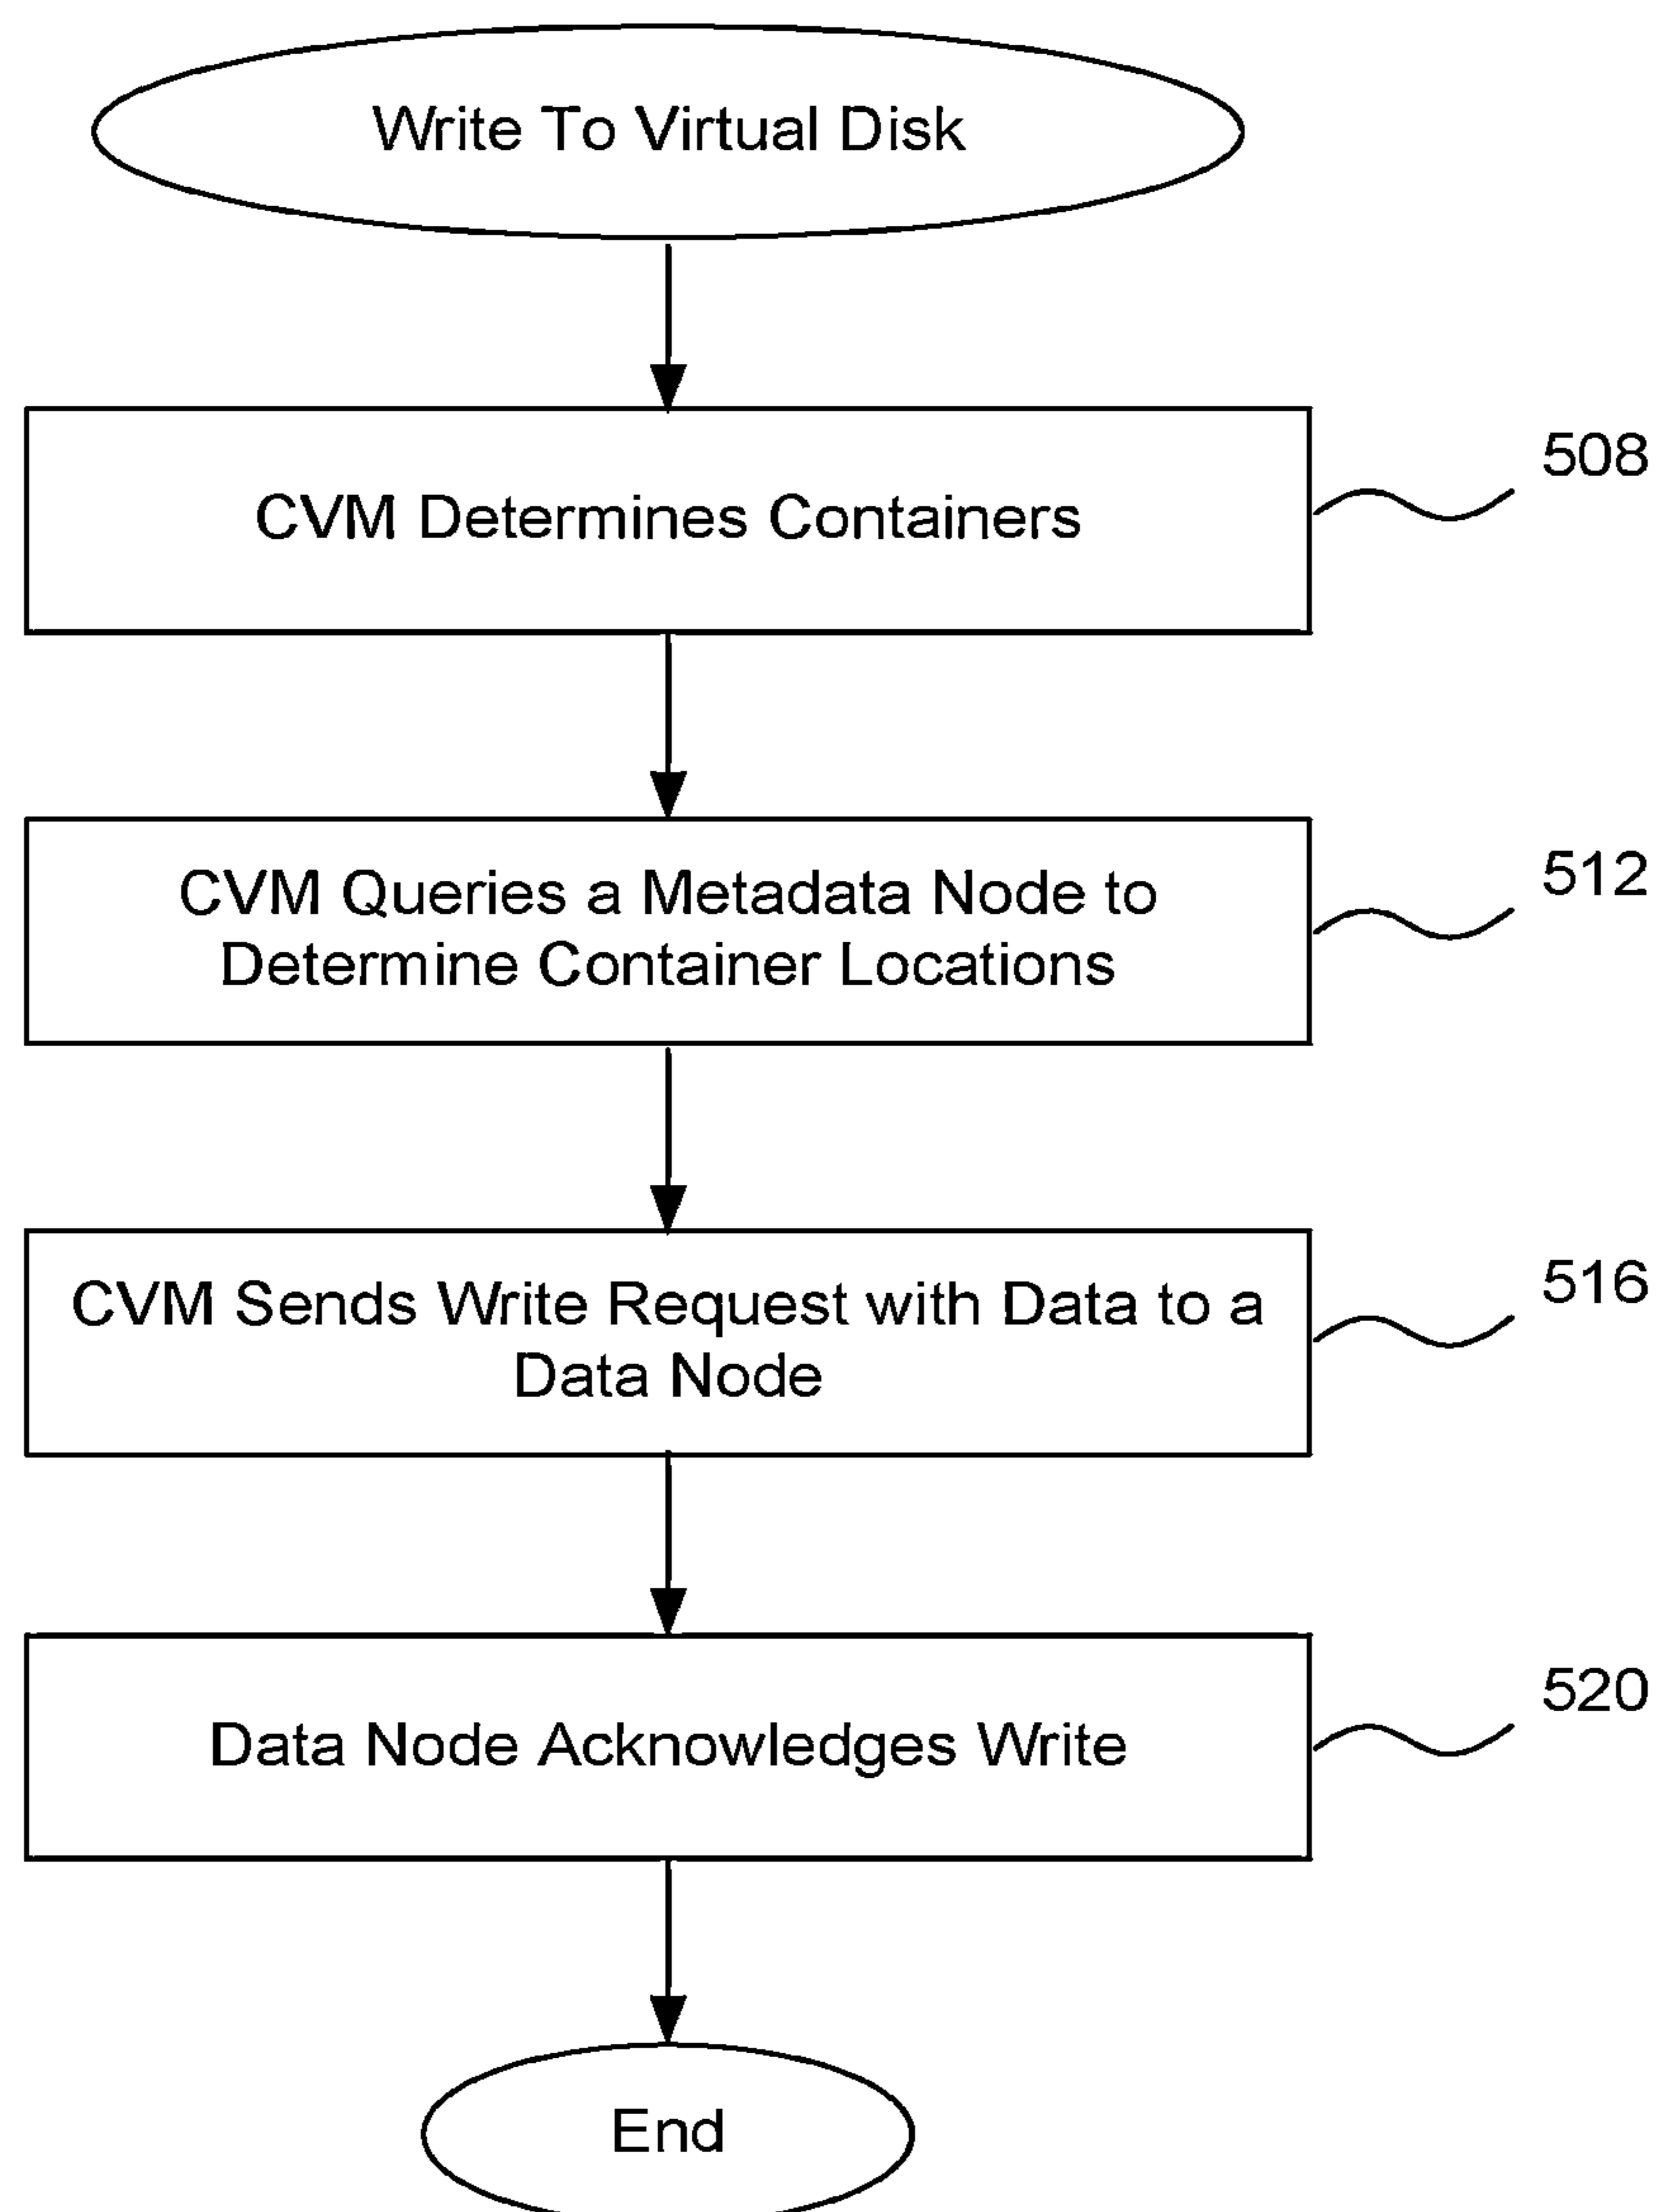 Write To Virtual Disk
CVM Determines Containers
508
CVM Queries a Metadata Node to
Determine Container Locations
512
CVM Sends Write Request with Data to a
Data Node
516
Data Node Acknowledges Write
520
End